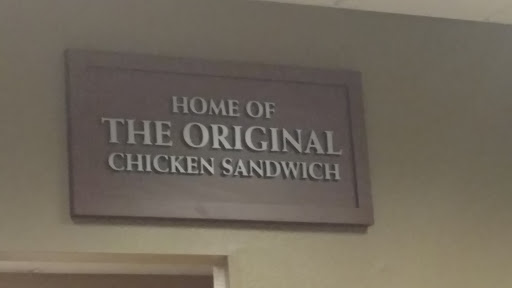 HOME OF
THE ORIGINAL
CHICKEN SANDWICH